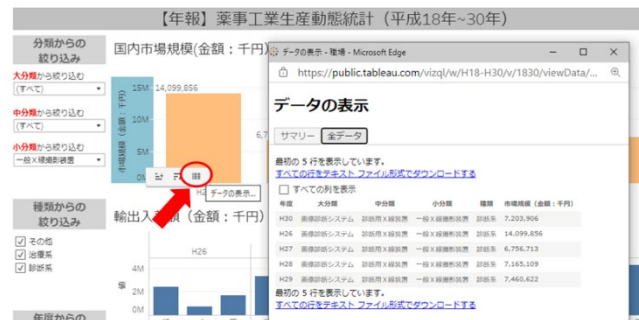 【年報】薬事工業生産動態統計（平成18年~30年）
分類からの
絞り込み
大分類から絞り込む
(すべて)
中分類から絞り込む
(すべて)
小分類から絞り込む
一般X線撮影装置
種類からの
絞り込み
その他
治療系
診断系
年度からの
国内市場規模(金額：千円)
市場規模（金額：千円）
15M
14,099,856
10M
5M
0M
6,7
H2
データの表示...
輸出入
額（金額：千円）
H26
4M
2M
0M
データの表示 - 職場 - Microsoft Edge
https://public.tableau.com/vizql/w/H18-H30/v/1830/viewData/...
データの表示
サマリー
全データ
最初の 5 行を表示しています。
すべての行をテキスト ファイル形式でダウンロードする
すべての列を表示
年度 大分類 中分類 小分類 種類 市場規模（金額：千円）
H30 画像診断システム 診断用X線装置 一般X線撮影装置 診断系 7,203,906
H26 画像診断システム 診断用X線装置 一般X線撮影装置 診断系 14,099,856
H27 画像診断システム 診断用X線装置 一般X線撮影装置 診断系 6,756,713
H28 画像診断システム 診断用X線装置 一般X線撮影装置 診断系 7,165,109
H29 画像診断システム 診断用X線装置 一般X線撮影装置 診断系 7,460,622
最初の 5 行を表示しています。
すべての行をテキスト ファイル形式でダウンロードする